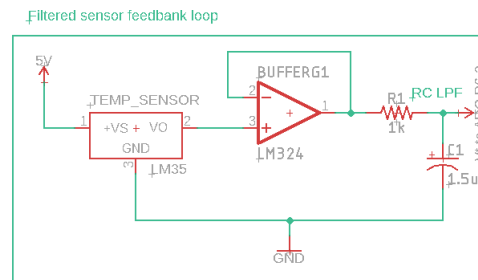 Filtered sensor feedbank loop
5V
BUFFERG1
TEMP_SENSOR
2
1
R1
RC LPF
1
+VS
VO
2
3
1k
GND
LM324
C1
3
LM35
1.5u
GND